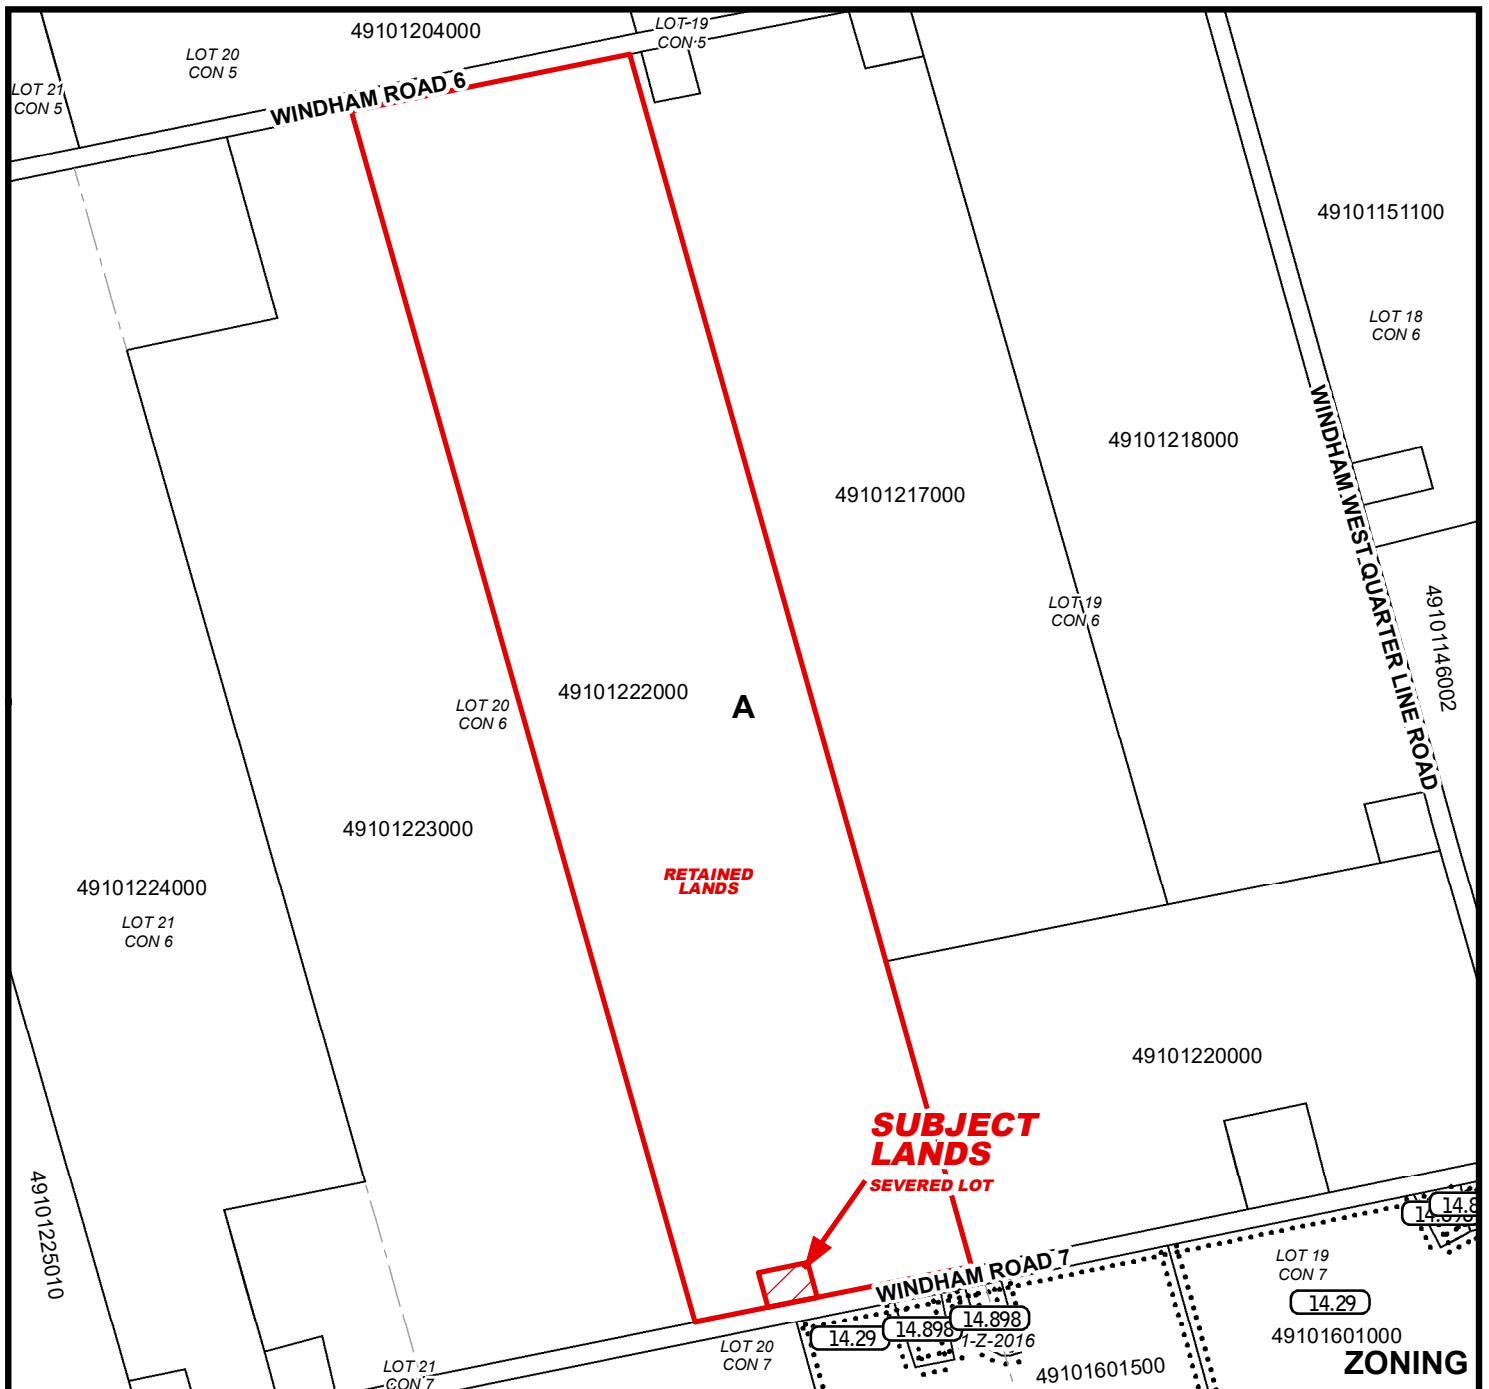 49101204000
LOT 19
CON 5
LOT 20
CON 5
LOT 21
CON 5
WINDHAM ROAD 6
49101151100
LOT 18
CON 6
49101218000
49101217000
WINDHAM WEST QUARTER LINE ROAD
LOT 19
CON 6
49101146002
49101222000
A
LOT 20
CON 6
49101223000
RETAINED
LANDS
49101224000
LOT 21
CON 6
49101220000
SUBJECT
LANDS
SEVERED LOT
49101225010
WINDHAM ROAD 7
14.8
LOT 19
CON 7
14.29
49101601000
14.29
14.898
14.898
1-Z-2016
LOT 20
CON 7
49101601500
LOT 21
CON 7
ZONING